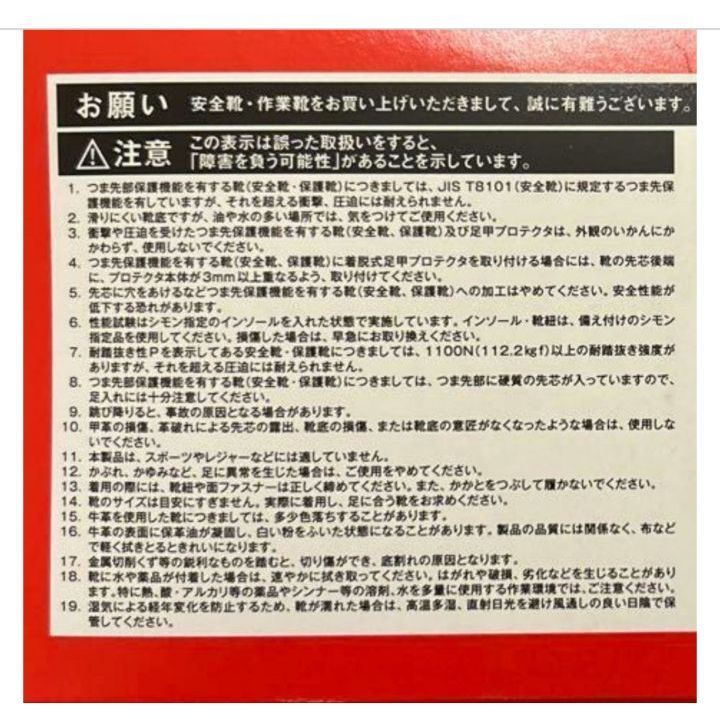 お願い 安全靴・作業靴をお買い上げいただきまして、誠に有難うございます。
注意 この表示は誤った取扱いをすると、
「障害を負う可能性」があることを示しています。
1. つま先部保護機能を有する靴(安全靴・保護靴)につきましては、JIS T8101(安全靴)に規定するつま先保
護機能を有していますが、それを超える衝撃、圧迫には耐えられません。
2. 滑りにくい靴底ですが、油や水の多い場所では、気をつけてご使用ください。
3. 衝撃や圧迫を受けたつま先保護機能を有する靴(安全靴、保護靴)及び足甲プロテクタは、外観のいかんにか
かわらず、使用しないでください。
4. つま先保護機能を有する靴(安全靴、保護靴)に着脱式足甲プロテクタを取り付ける場合には、靴の先芯後端
に、プロテクタ本体が3mm以上重なるよう、取り付けてください。
5. 先芯に穴をあけるなどつま先保護機能を有する靴(安全靴、保護靴)への加工はやめてください。安全性能が
低下する恐れがあります。
6. 性能試験はシモン指定のインソールを入れた状態で実施しています。インソール・靴紐は、備え付けのシモン
指定品を使用してください。損傷した場合は、早急にお取り換えください。
7. 耐踏抜き性Pを表示してある安全靴・保護靴につきましては、1100N(112.2kgf)以上の耐踏抜き強度が
ありますが、それを超える圧迫には耐えられません。
8. つま先部保護機能を有する靴(安全靴・保護靴)につきましては、つま先部に硬質の先芯が入っていますので、
足入れには十分注意してください。
9. 跳び降りると、事故の原因となる場合があります。
10. 甲革の損傷、革破れによる先芯の露出、靴底の損傷、または靴底の意匠がなくなったような場合は、使用しな
いでください。
11. 本製品は、スポーツやレジャーなどには適していません。
12. かぶれ、かゆみなど、足に異常を生じた場合は、ご使用をやめてください。
13. 着用の際には、靴紐や面ファスナーは正しく締めてください。また、かかとをつぶして履かないでください。
14. 靴のサイズは目安にすぎません。実際に着用し、足に合う靴をお求めください。
15. 牛革を使用した靴につきましては、多少色落ちすることがあります。
16. 牛革の表面に保革油が凝固し、白い粉をふいた状態になることがあります。製品の品質には関係なく、布など
で軽く拭きとるときれいになります。
17. 金属切削くず等の鋭利なものを踏むと、切り傷ができ、底割れの原因となります。
18. 靴に水や薬品が付着した場合は、速やかに拭き取ってください。はがれや破損、劣化などを生じることがあり
ます。特に熱、酸・アルカリ等の薬品やシンナー等の溶剤、水を多量に使用する作業環境では、ご注意ください。
19. 湿気による経年変化を防止するため、靴が濡れた場合は、高温多湿、直射日光を避け風通しの良い日陰で保
管してください。